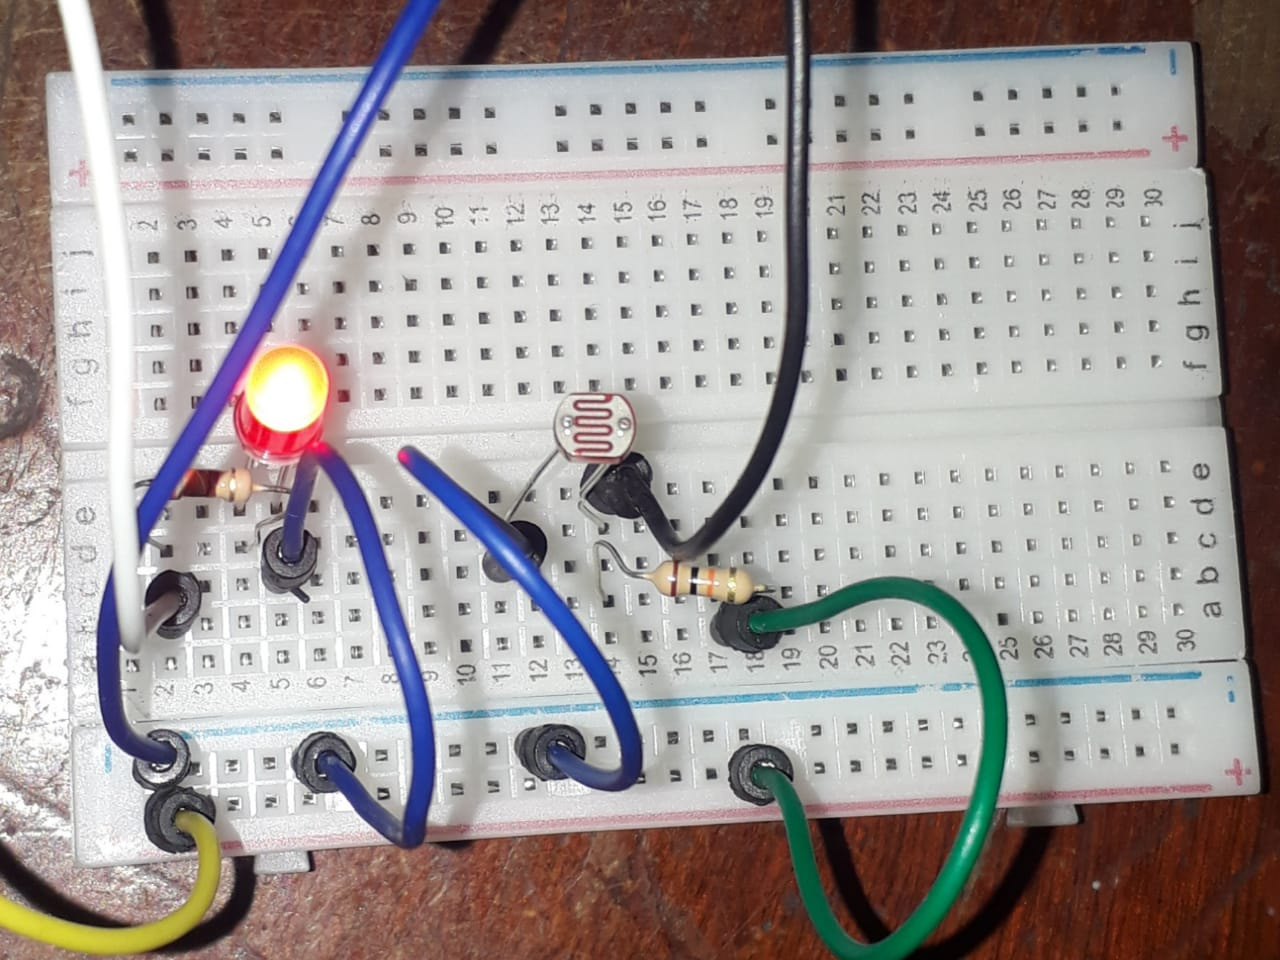 −
+ +
2 3 4 5 6 7 8 9 10 11 12 13 14 15 16 17 18 19 21 22 23 24 25 26 27 28 29 30
j j
i i
h h
g g
f f
e e
d d
c c
b
a a
1 2 3 4 5 6 7 8 9 10 11 12 13 14 15 16 17 18 19 20 21 22 23 25 26 27 28 29 30
− −
+